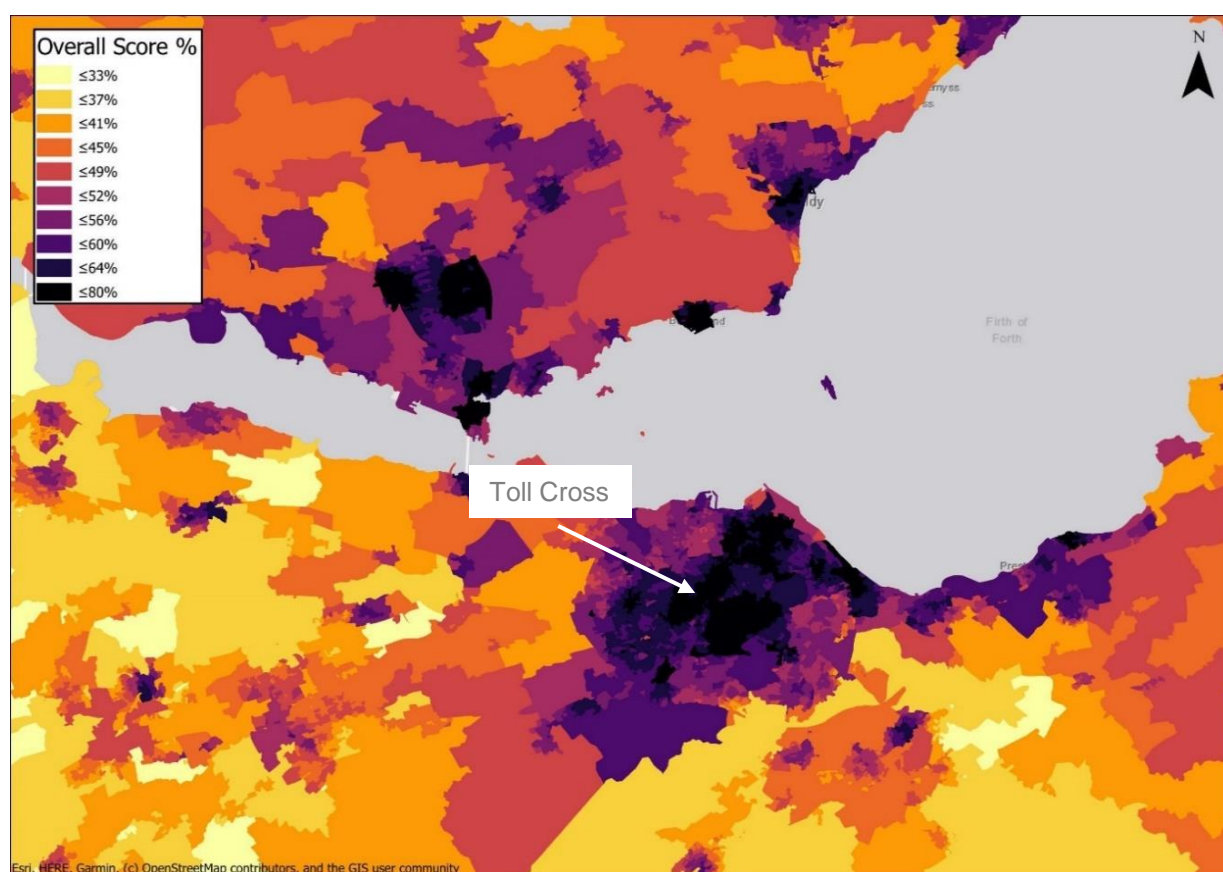 Overall Score %
≤33%
≤37%
≤41%
≤45%
≤49%
≤52%
≤56%
≤60%
≤64%
≤80%
N
Firth of
Forth
Toll Cross
Esri, HERE, Garmin, (c) OpenStreetMap contributors, and the GIS user community